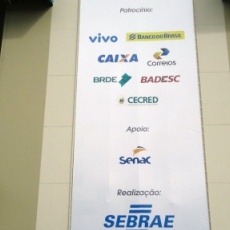 Patrocínio:
vivo BANCO DO BRASIL
CAIXA Correios
BRDE BADESC
CECRED
Apoio:
Senac
Realização:
SEBRAE